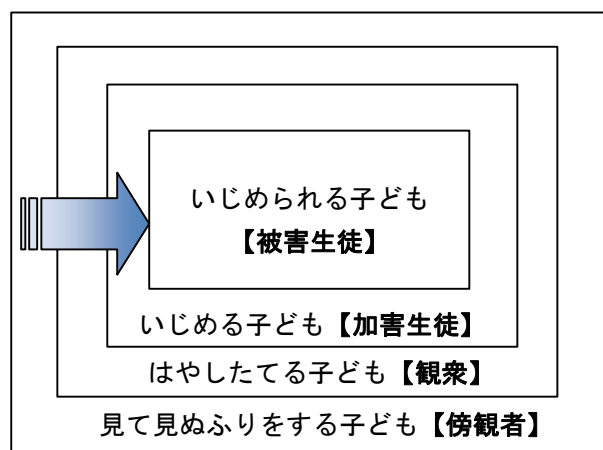 いじめられる子ども
【被害生徒】
いじめる子ども【加害生徒】
はやしたてる子ども【観衆】
見て見ぬふりをする子ども【傍観者】